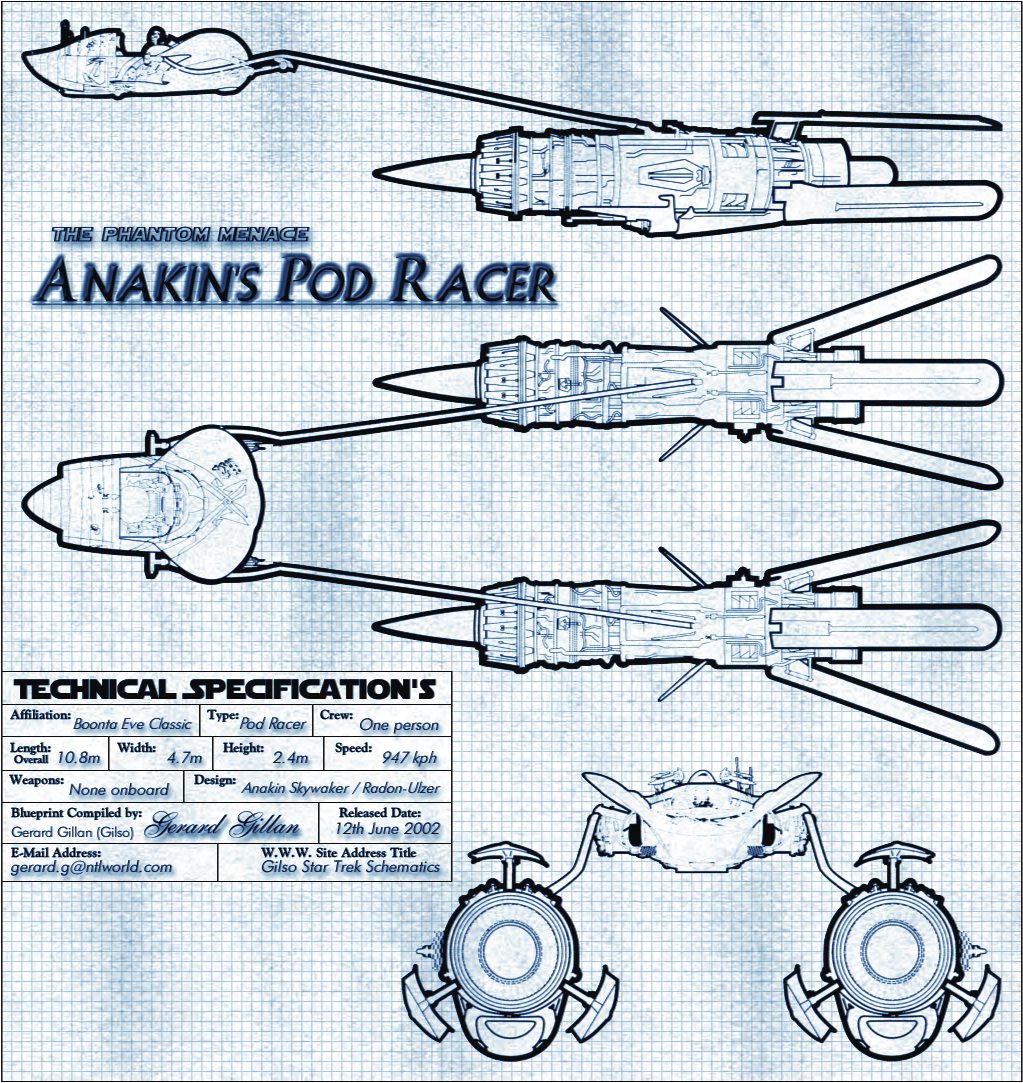 THE PHANTOM MENACE
ANAKIN'S POD RACER
TECHNICAL SPECIFICATION'S
Affiliation: Boonta Eve Classic Type: Pod Racer Crew: One person
Length: Overall 10.8m Width: 4.7m Height: 2.4m Speed: 947 kph
Weapons: None onboard Design: Anakin Skywaker / Radon-Ulzer
Blueprint Compiled by: Gerard Gillan (Gilso) Gerard Gillan Released Date: 12th June 2002
E-Mail Address: gerard.g@ntlworld.com W.W.W. Site Address Title Gilso Star Trek Schematics